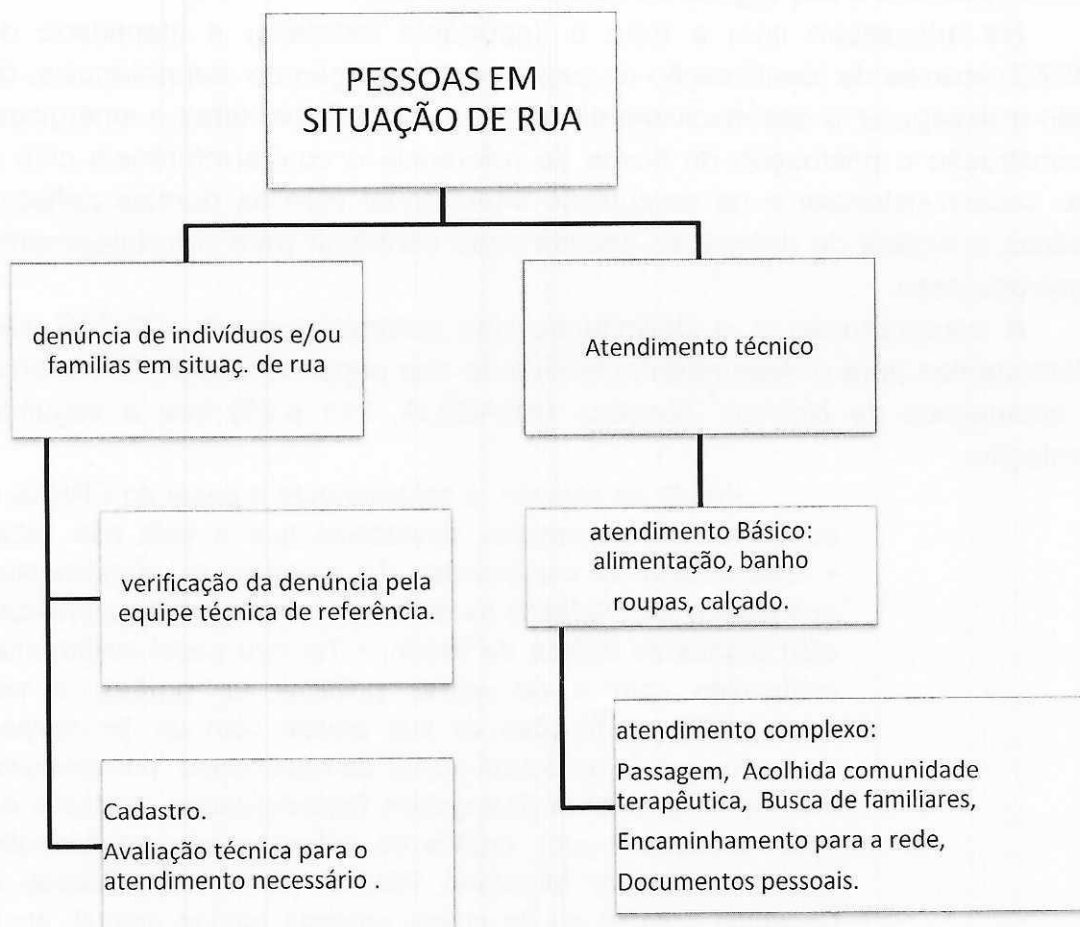 PESSOAS EM
SITUAÇÃO DE RUA
denúncia de indivíduos e/ou
familias em situaç. de rua
Atendimento técnico
verificação da denúncia pela
equipe técnica de referência.
atendimento Básico:
alimentação, banho
roupas, calçado.
Cadastro.
Avaliação técnica para o
atendimento necessário .
atendimento complexo:
Passagem, Acolhida comunidade
terapêutica, Busca de familiares,
Encaminhamento para a rede,
Documentos pessoais.